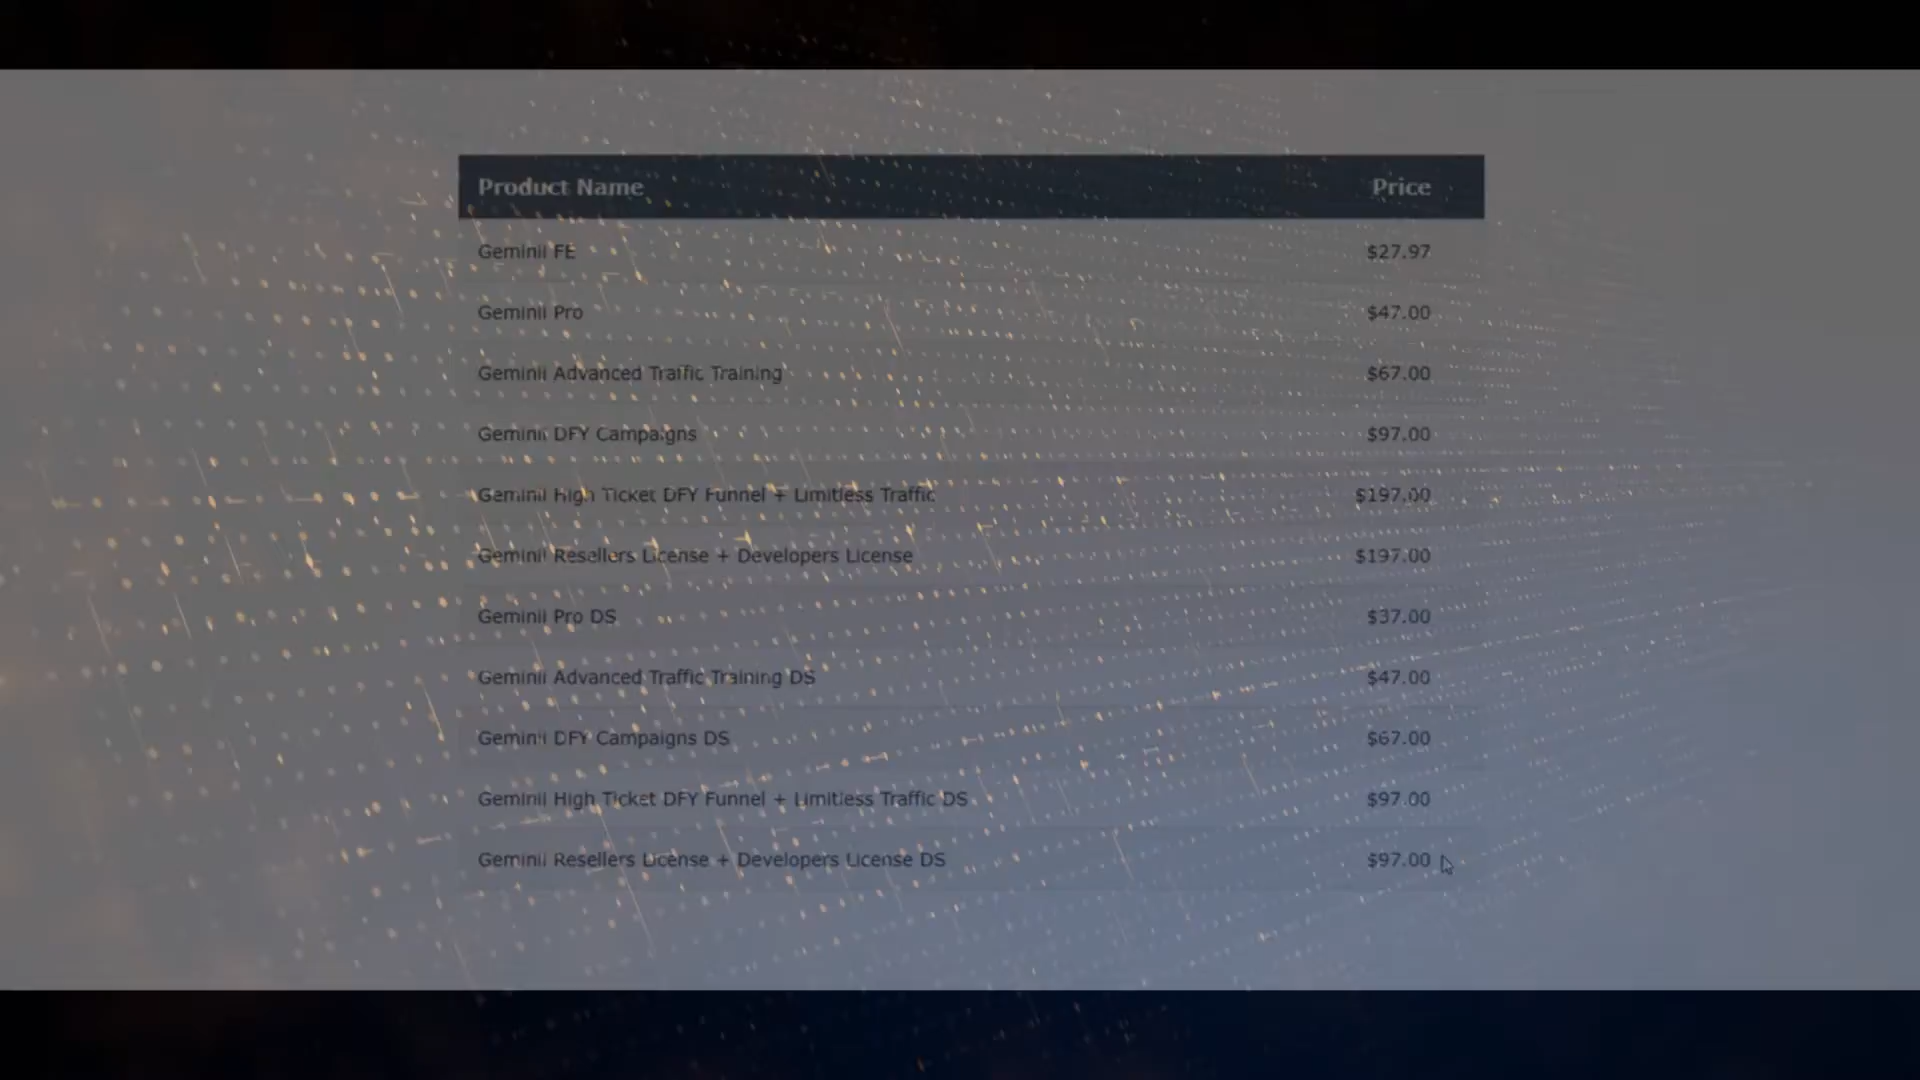 Product Name Price
Geminii FE $27.97
Geminii Pro $47.00
Geminii Advanced Traffic Training $67.00
Geminii DFY Campaigns $97.00
Geminii High Ticket DFY Funnel + Limitless Traffic $197.00
Geminii Resellers License + Developers License $197.00
Geminii Pro DS $37.00
Geminii Advanced Traffic Training DS $47.00
Geminii DFY Campaigns DS $67.00
Geminii High Ticket DFY Funnel + Limitless Traffic DS $97.00
Geminii Resellers License + Developers License DS $97.00